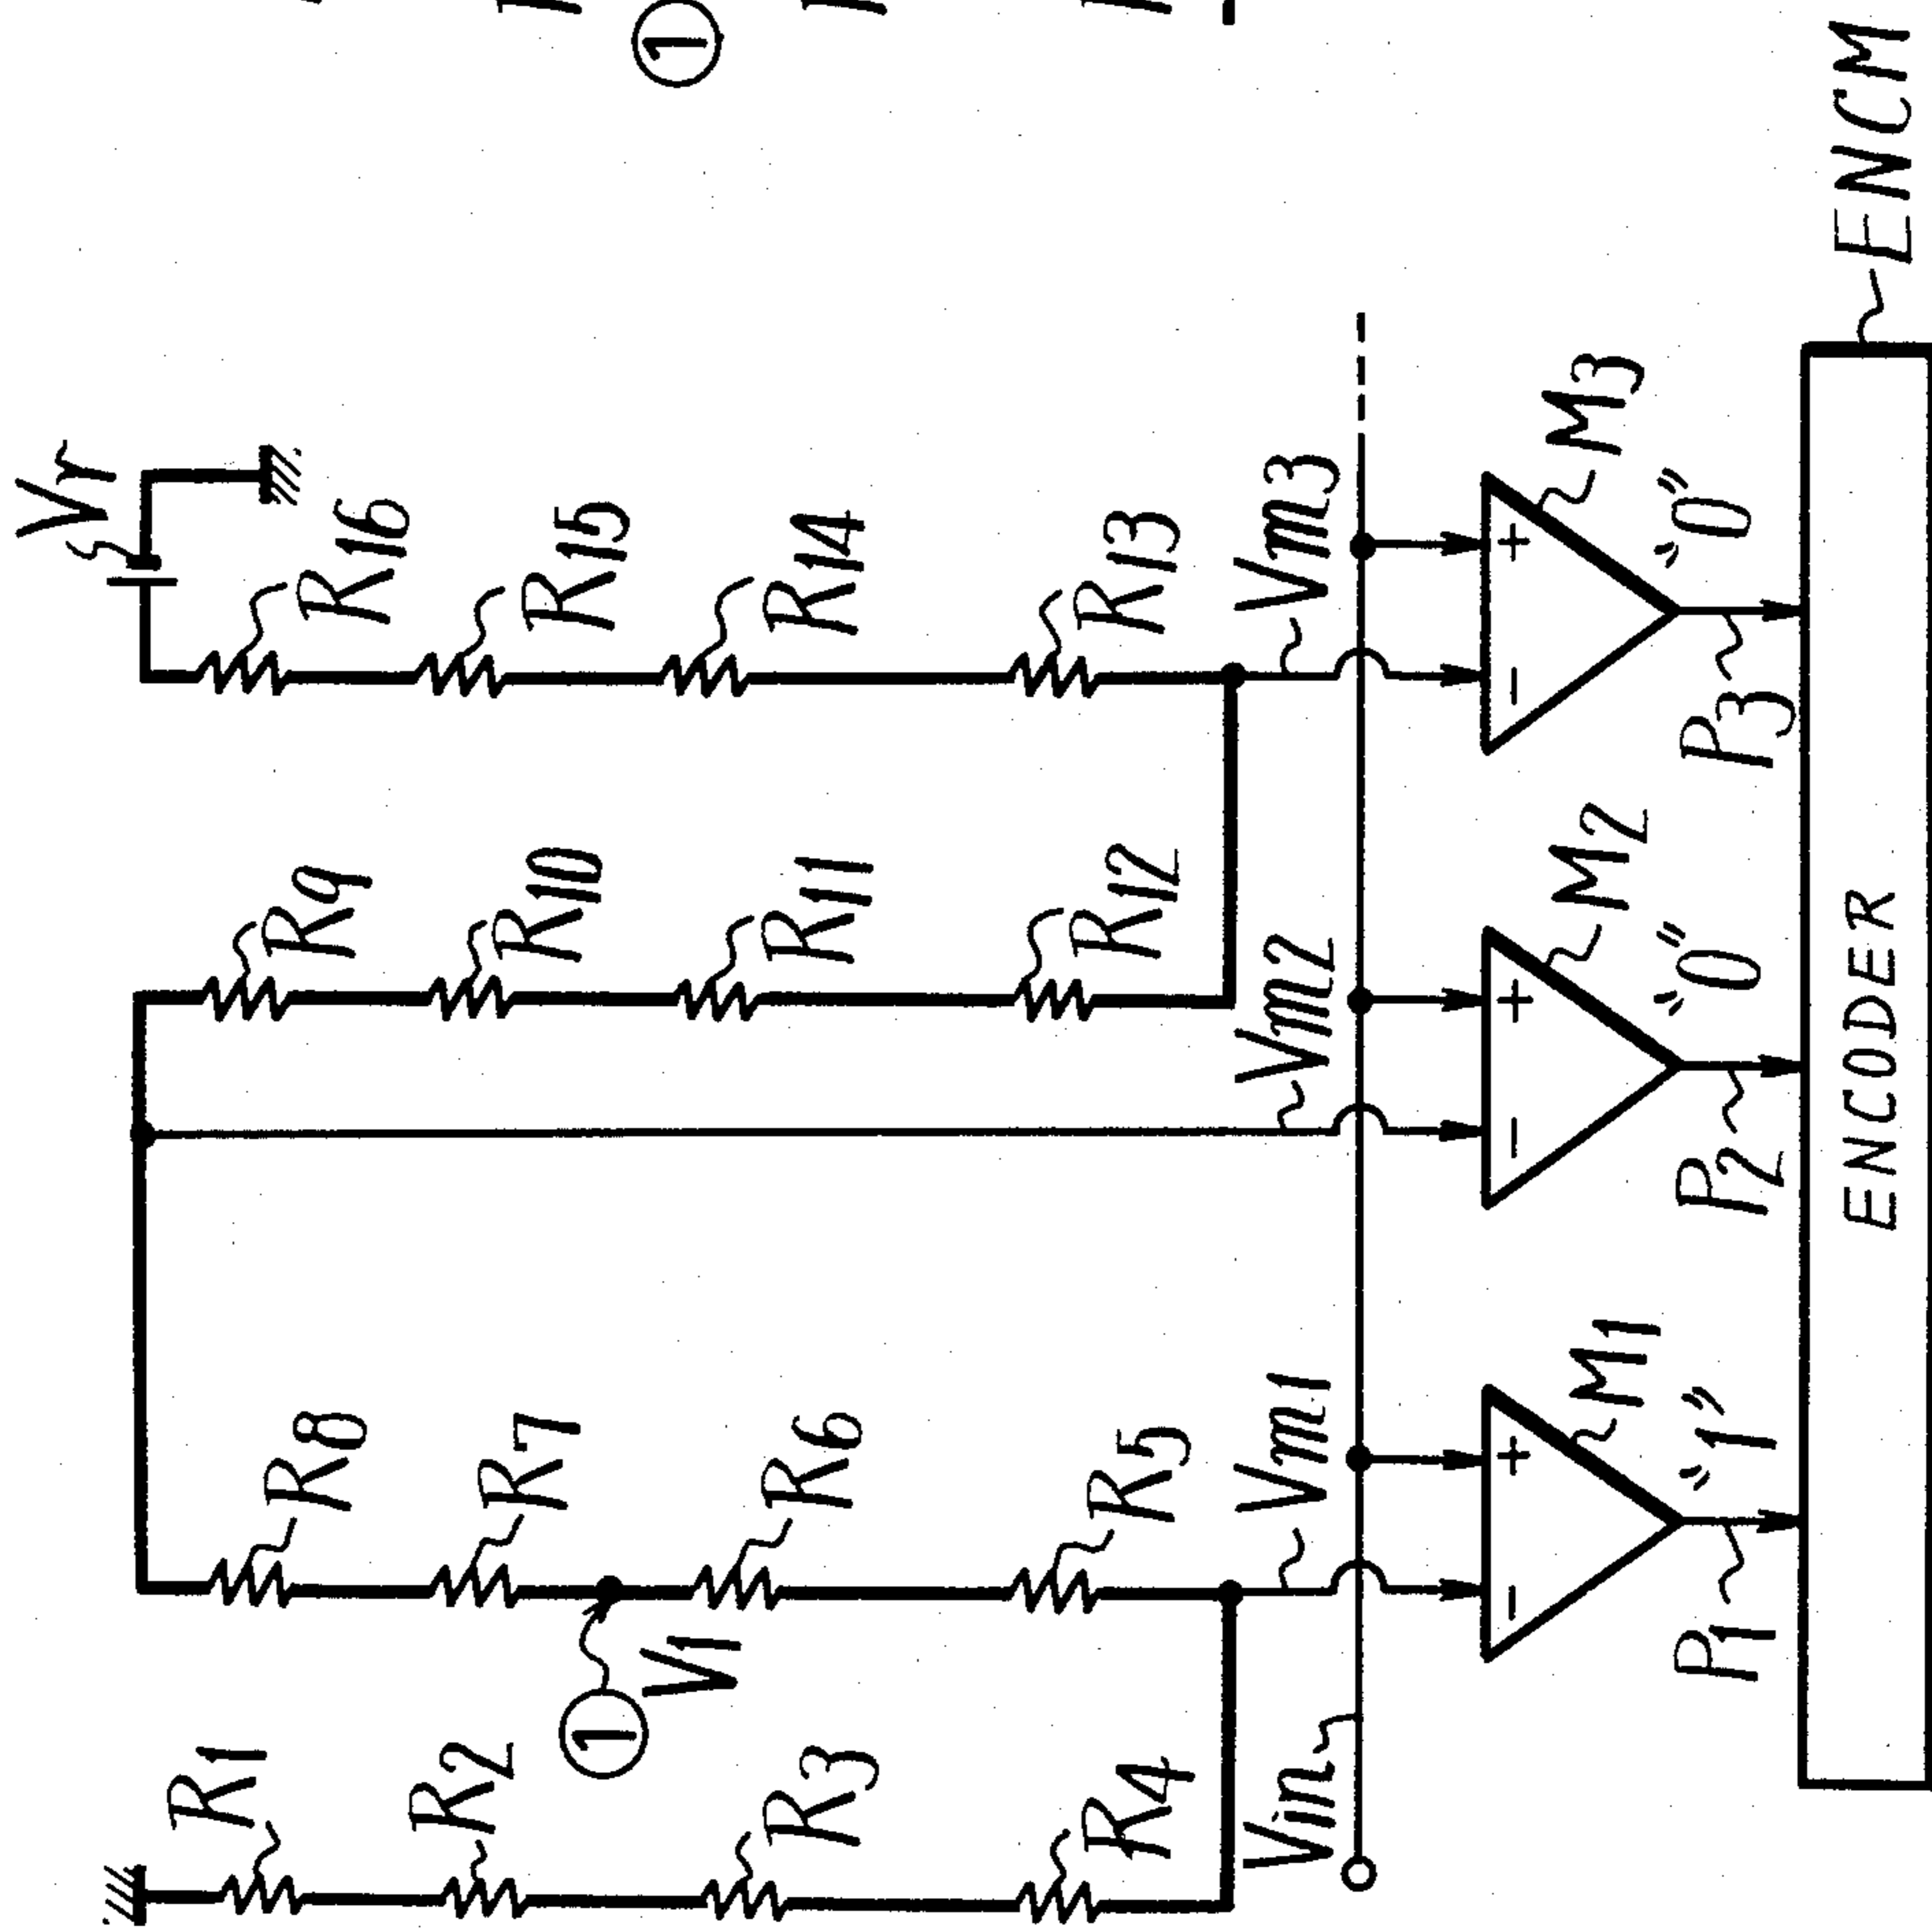 Vr
R1
R8
R9
R16
R2
R7
R10
R15
1
1
V1
R3
R6
R11
R14
R4
R5
R12
R13
Vin
Vm1
Vm2
Vm3
+
-
+
-
+
-
M1
M2
M3
P1
"1"
P2
"0"
P3
"0"
ENCODER
ENCM